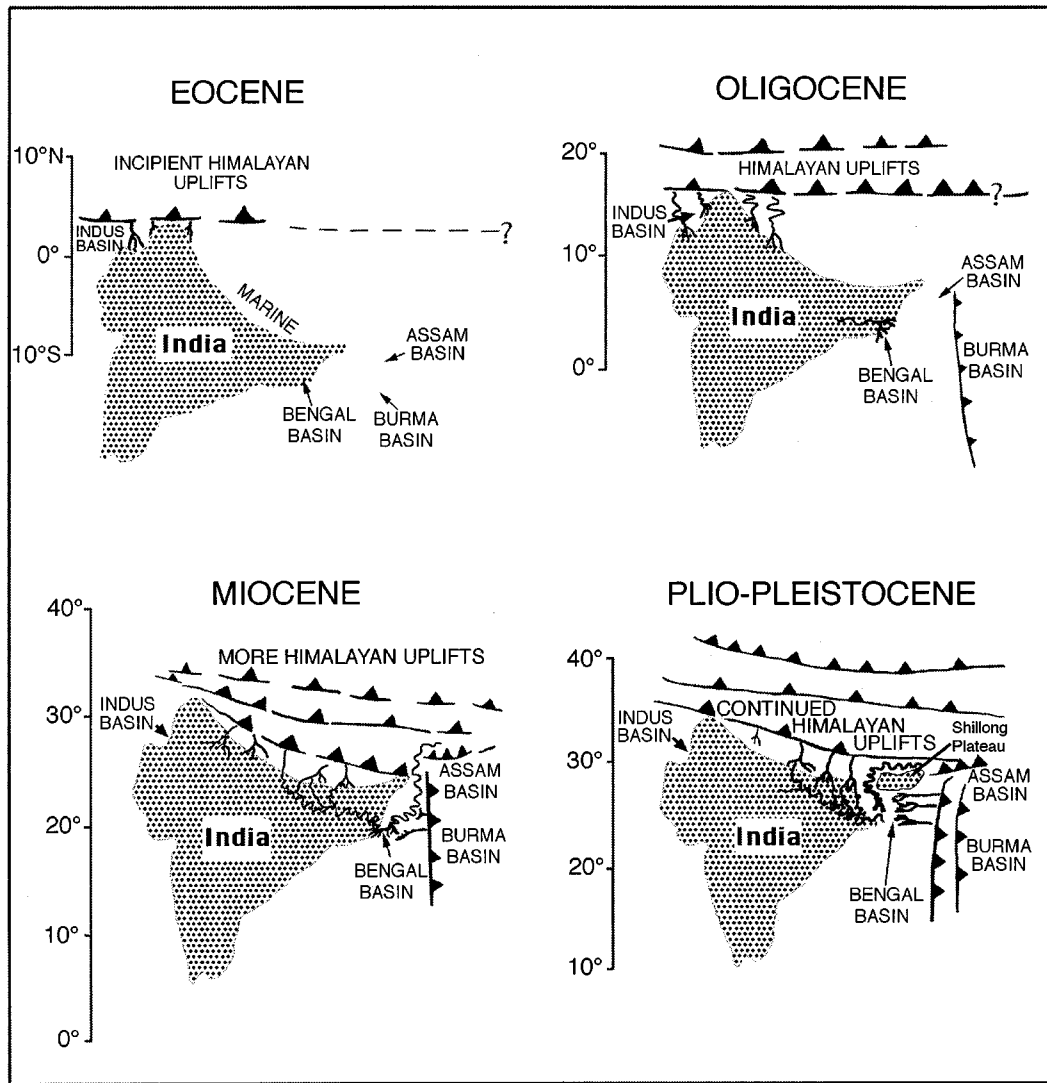 EOCENE
10°N
INCIPIENT HIMALAYAN
UPLIFTS
INDUS
BASIN
?
0°
MARINE
India
10°S
ASSAM
BASIN
BENGAL
BASIN
BURMA
BASIN
OLIGOCENE
20°
HIMALAYAN UPLIFTS
?
INDUS
BASIN
10°
ASSAM
BASIN
India
BURMA
BASIN
0°
BENGAL
BASIN
MIOCENE
40°
MORE HIMALAYAN UPLIFTS
INDUS
BASIN
30°
ASSAM
BASIN
20°
India
BURMA
BASIN
BENGAL
BASIN
10°
0°
PLIO-PLEISTOCENE
40°
INDUS
BASIN
CONTINUED
HIMALAYAN
UPLIFTS
Shillong
Plateau
30°
ASSAM
BASIN
India
20°
BURMA
BASIN
BENGAL
BASIN
10°